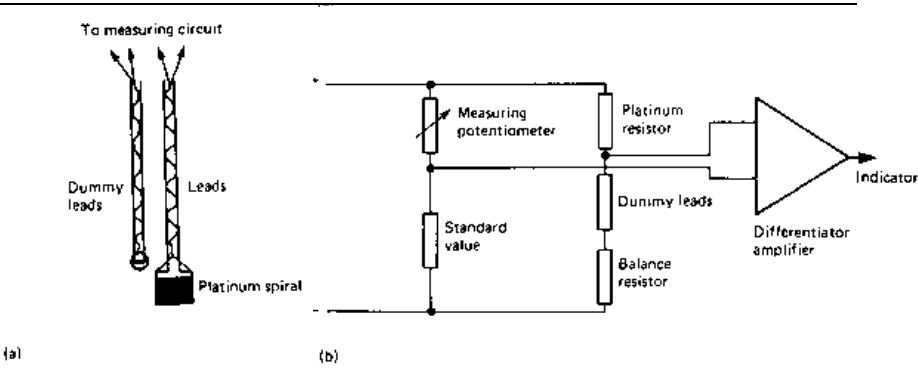 To measuring circuit
Dummy
leads
Leads
Platinum spiral
(a)
Measuring
potentiometer
Platinum
resistor
Dummy leads
Standard
value
Balance
resistor
Indicator
Differentiator
amplifier
(b)